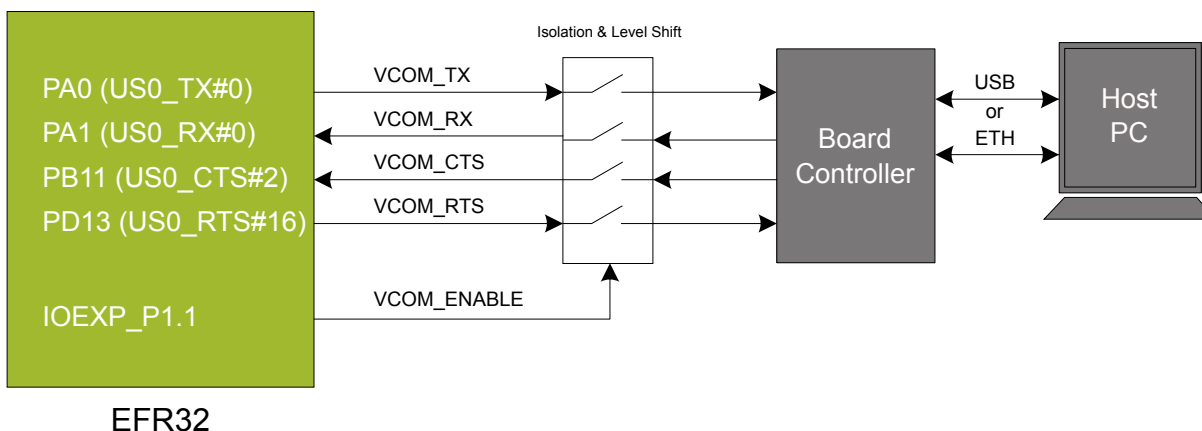 Isolation & Level Shift
PA0 (US0_TX#0)
PA1 (US0_RX#0)
PB11 (US0_CTS#2)
PD13 (US0_RTS#16)
IOEXP_P1.1
EFR32
VCOM_TX
VCOM_RX
VCOM_CTS
VCOM_RTS
VCOM_ENABLE
Board
Controller
USB
or
ETH
Host
PC